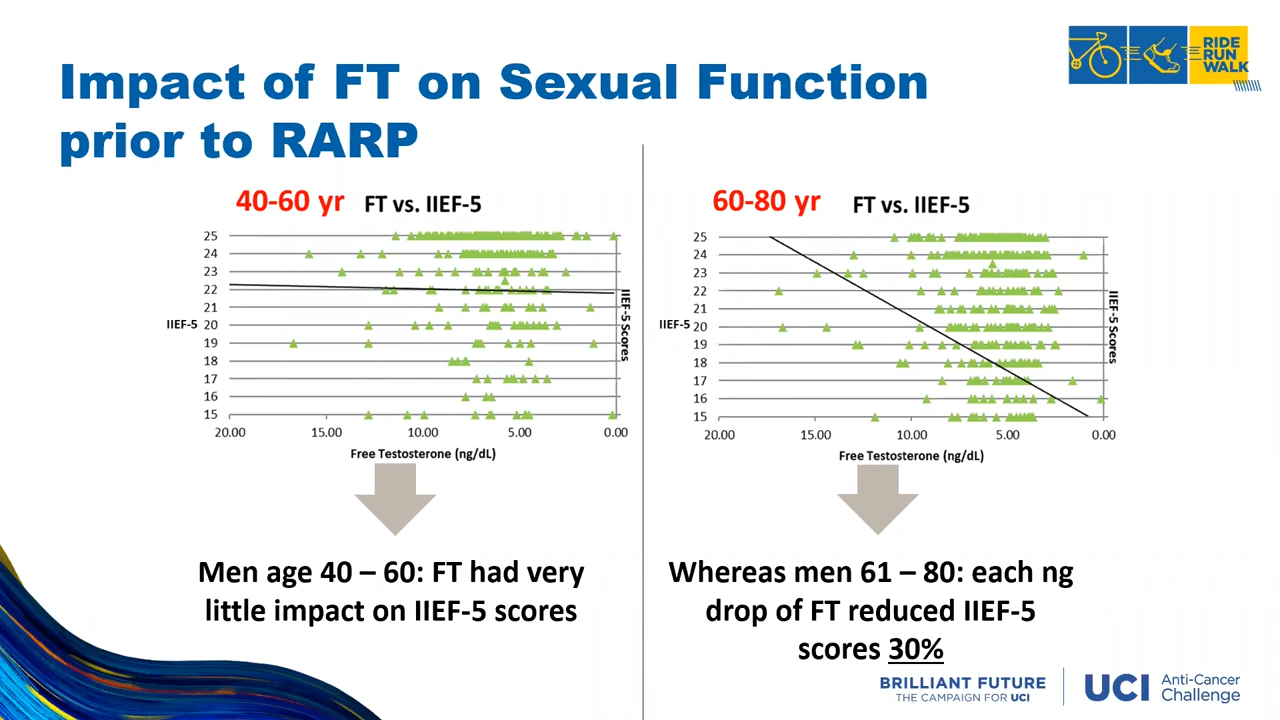 Impact of FT on Sexual Function
prior to RARP
RIDE
RUN
WALK
40-60 yr FT vs. IIEF-5
25
24
23
22
21
IIEF-5 20
19
18
17
16
15
IIEF-5 Scores
20.00 15.00 10.00 5.00 0.00
Free Testosterone (ng/dL)
Men age 40 – 60: FT had very
little impact on IIEF-5 scores
60-80 yr FT vs. IIEF-5
25
24
23
22
21
IIEF-5 20
19
18
17
16
15
IIEF-5 Scores
20.00 15.00 10.00 5.00 0.00
Free Testosterone (ng/dL)
Whereas men 61 – 80: each ng
drop of FT reduced IIEF-5
scores 30%
BRILLIANT FUTURE
THE CAMPAIGN FOR UCI
UCI Anti-Cancer
Challenge